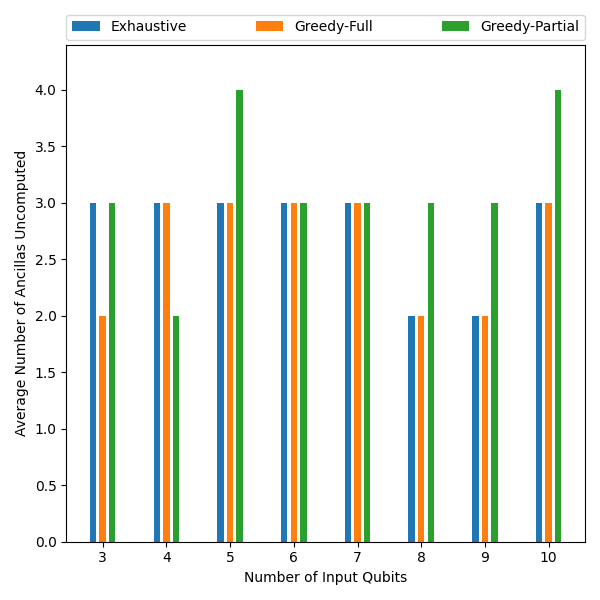 Exhaustive Greedy-Full Greedy-Partial
4.0
3.5
3.0
2.5
2.0
1.5
1.0
0.5
0.0
Average Number of Ancillas Uncomputed
3 4 5 6 7 8 9 10
Number of Input Qubits